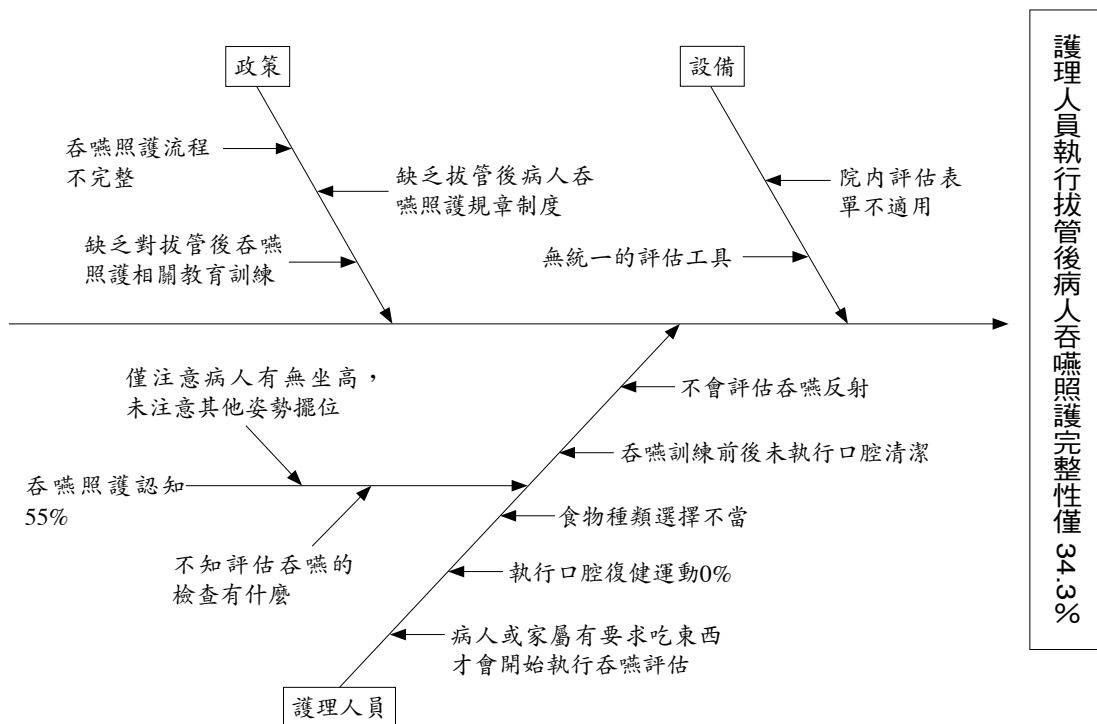 政策
設備
吞嚥照護流程
不完整
缺乏拔管後病人吞
嚥照護規章制度
缺乏對拔管後吞嚥
照護相關教育訓練
院內評估表
單不適用
無統一的評估工具
護理人員執行拔管後病人吞嚥照護完整性僅 34.3%
僅注意病人有無坐高，
未注意其他姿勢擺位
吞嚥照護認知
55%
不知評估吞嚥的
檢查有什麼
不會評估吞嚥反射
吞嚥訓練前後未執行口腔清潔
食物種類選擇不當
執行口腔復健運動0%
病人或家屬有要求吃東西
才會開始執行吞嚥評估
護理人員